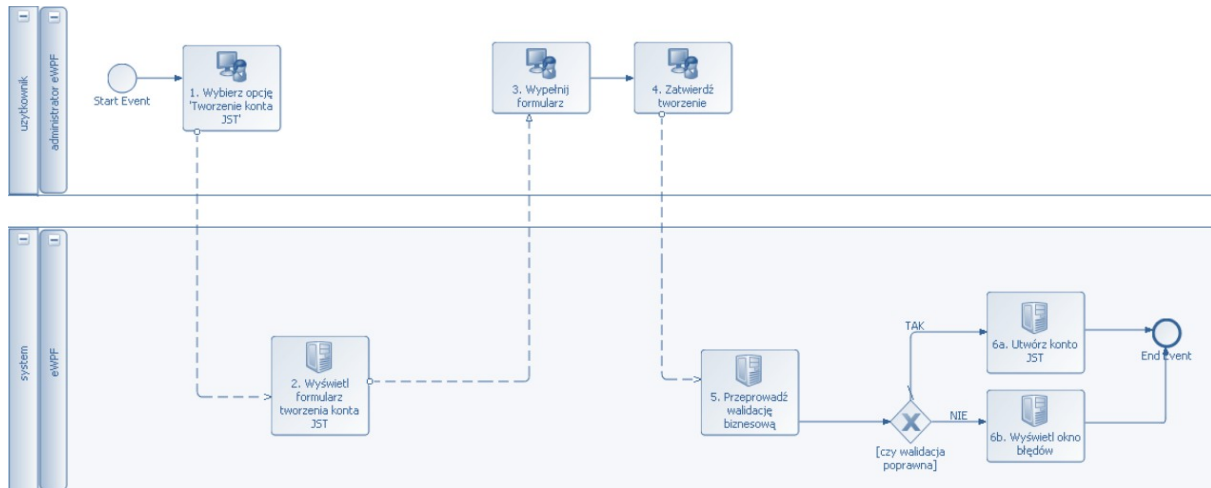 użytkownik
administrator eWPF
Start Event
1. Wybierz opcję
'Tworzenie konta
JST'
3. Wypełnij
formularz
4. Zatwierdź
tworzenie
system
eWPF
2. Wyświetl
formularz
tworzenia konta
JST
5. Przeprowadź
walidację
biznesową
[czy walidacja
poprawna]
TAK
6a. Utwórz konto
JST
NIE
6b. Wyświetl okno
błędów
End Event